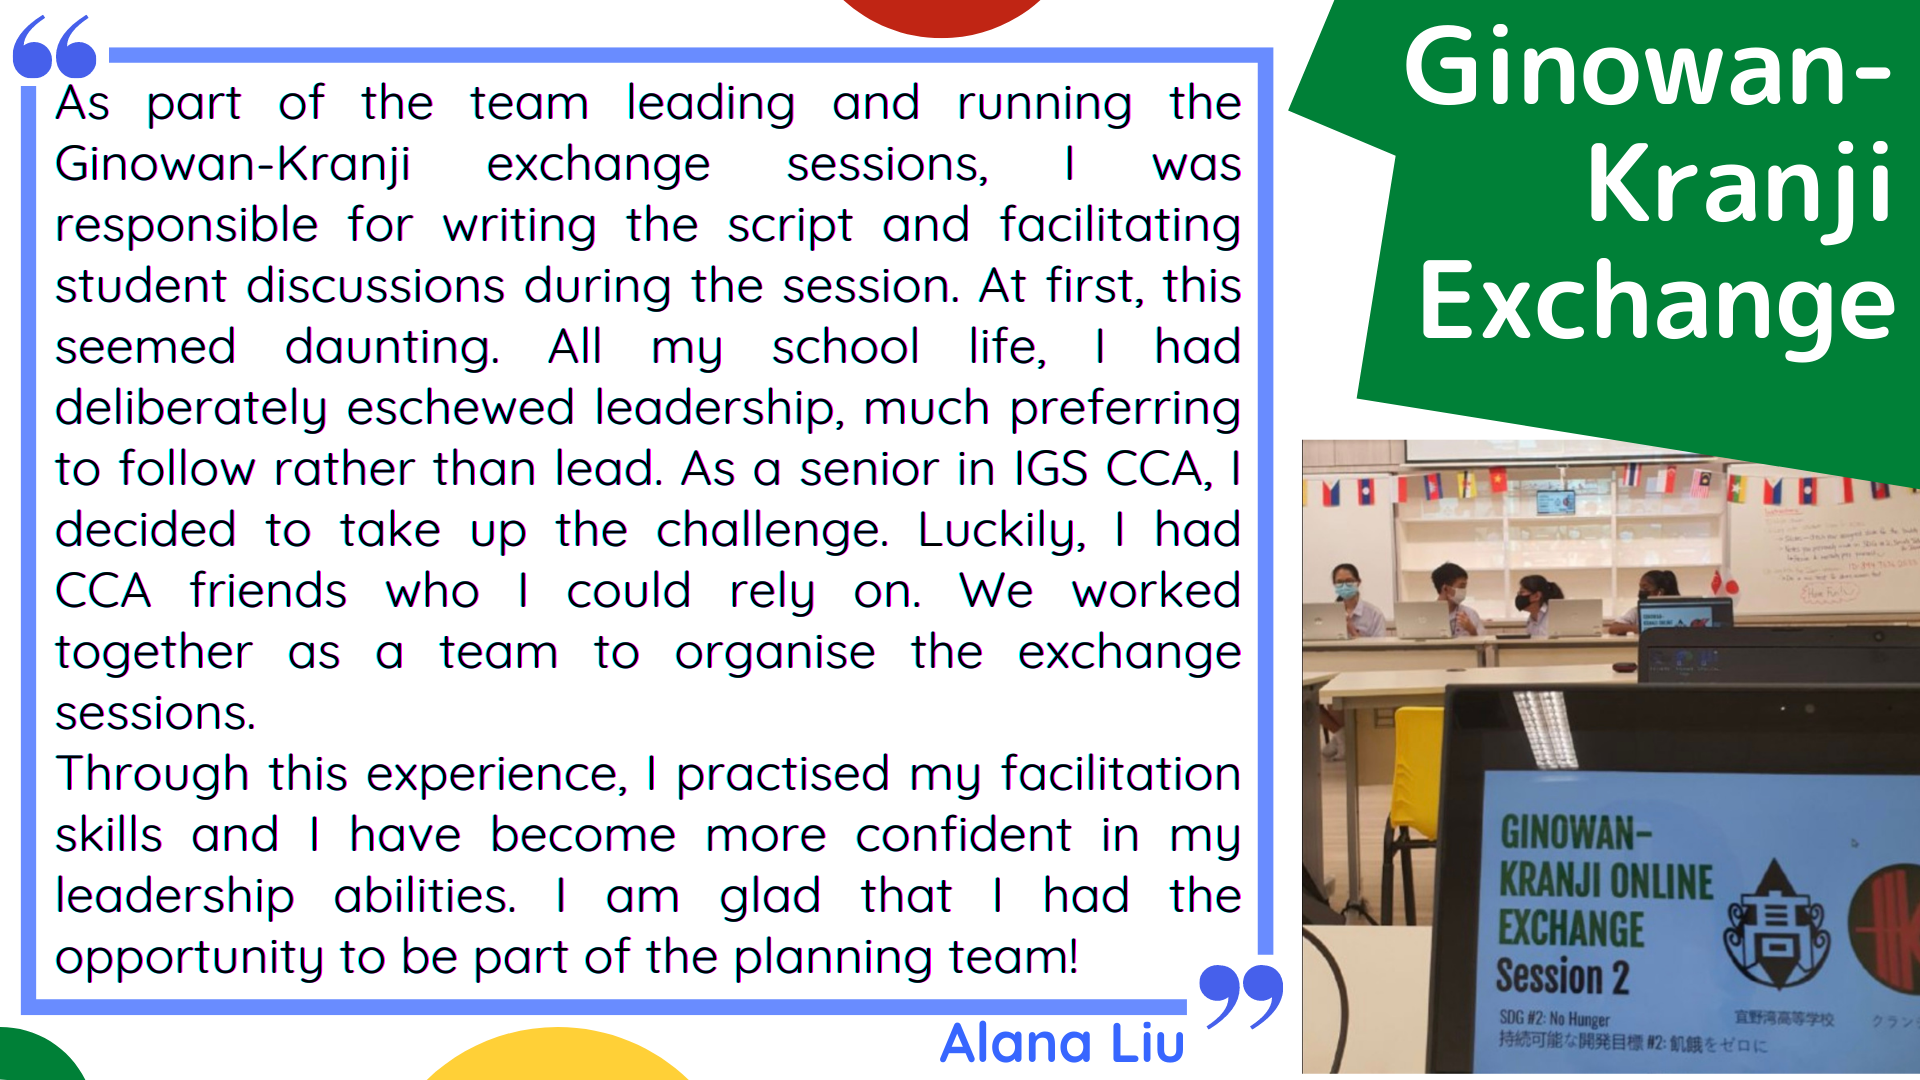 As part of the team leading and running the
Ginowan-Kranji exchange sessions, I was
responsible for writing the script and facilitating
student discussions during the session. At first, this
seemed daunting. All my school life, I had
deliberately eschewed leadership, much preferring
to follow rather than lead. As a senior in IGS CCA, I
decided to take up the challenge. Luckily, I had
CCA friends who I could rely on. We worked
together as a team to organise the exchange
sessions.
Through this experience, I practised my facilitation
skills and I have become more confident in my
leadership abilities. I am glad that I had the
opportunity to be part of the planning team!
Alana Liu
Ginowan-
Kranji
Exchange
Have Fun!
GINOWAN-
KRANJI ONLINE
EXCHANGE
Session 2
SDG #2: No Hunger
持続可能な開発目標 #2: 飢餓をゼロに
宜野湾高等学校
クラン